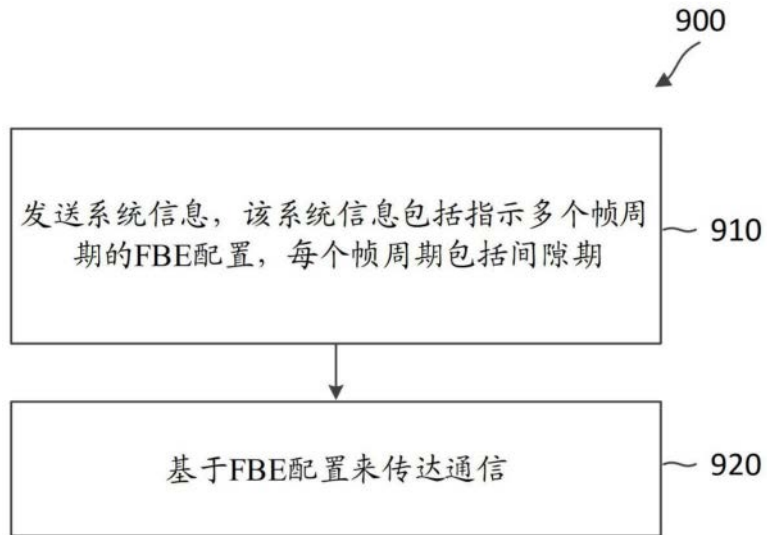 900
发送系统信息，该系统信息包括指示多个帧周
期的FBE配置，每个帧周期包括间隙期
910
基于FBE配置来传达通信
920